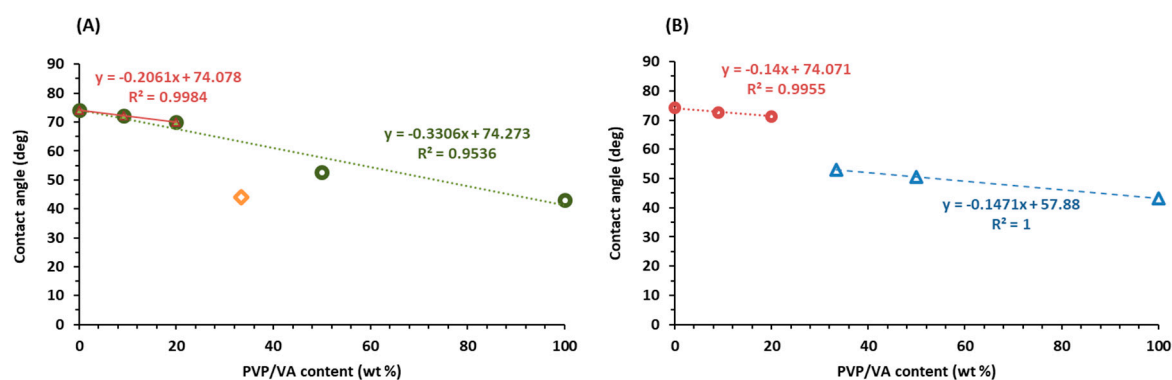 (A)
90
80
70
60
50
40
30
20
10
0
Contact angle (deg)
y = -0.2061x + 74.078
R² = 0.9984
y = -0.3306x + 74.273
R² = 0.9536
0 20 40 60 80 100
PVP/VA content (wt %)
(B)
90
80
70
60
50
40
30
20
10
0
Contact angle (deg)
y = -0.14x + 74.071
R² = 0.9955
y = -0.1471x + 57.88
R² = 1
0 20 40 60 80 100
PVP/VA content (wt %)